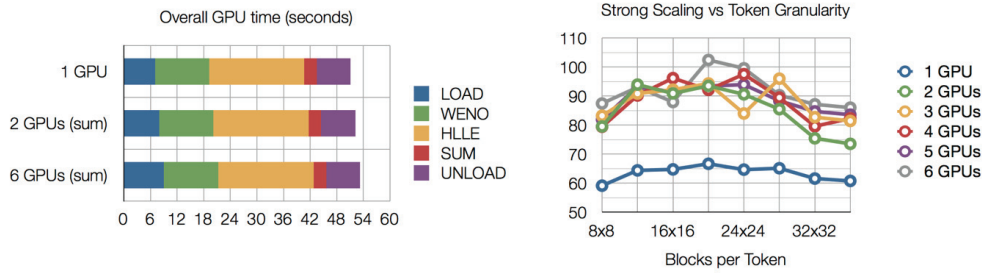 Overall GPU time (seconds)
1 GPU
2 GPUs (sum)
6 GPUs (sum)
0 6 12 18 24 30 36 42 48 54 60
LOAD
WENO
HLLE
SUM
UNLOAD
Strong Scaling vs Token Granularity
110
100
90
80
70
60
50
8x8 16x16 24x24 32x32
Blocks per Token
1 GPU
2 GPUs
3 GPUs
4 GPUs
5 GPUs
6 GPUs